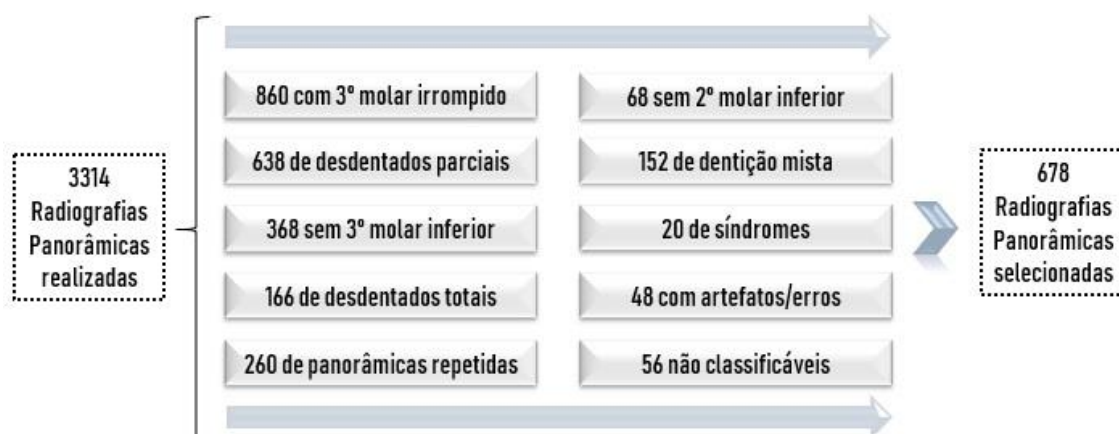 3314
Radiografias
Panorâmicas
realizadas
860 com 3º molar irrompido
638 de desdentados parciais
368 sem 3º molar inferior
166 de desdentados totais
260 de panorâmicas repetidas
68 sem 2º molar inferior
152 de dentição mista
20 de síndromes
48 com artefatos/erros
56 não classificáveis
678
Radiografias
Panorâmicas
selecionadas